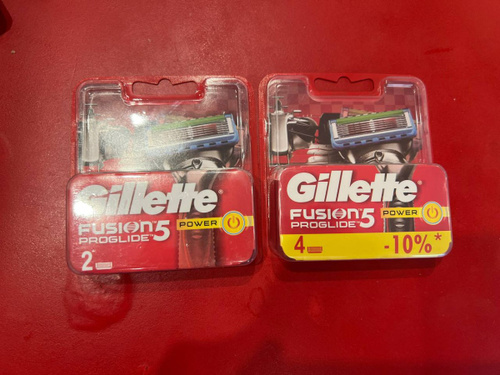 Gillette
FUSION5
PROGLIDE
POWER
2
Gillette
FUSION5
PROGLIDE
POWER
4
-10%*